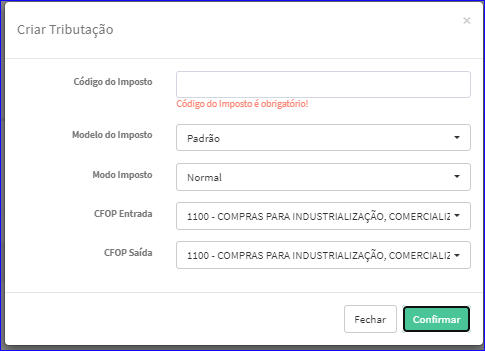 Criar Tributação
×
Código do Imposto
Código do Imposto é obrigatório!
Modelo do Imposto
Padrão
Modo Imposto
Normal
CFOP Entrada
1100 - COMPRAS PARA INDUSTRIALIZAÇÃO, COMERCIALIZ
CFOP Saída
1100 - COMPRAS PARA INDUSTRIALIZAÇÃO, COMERCIALIZ
Fechar
Confirmar